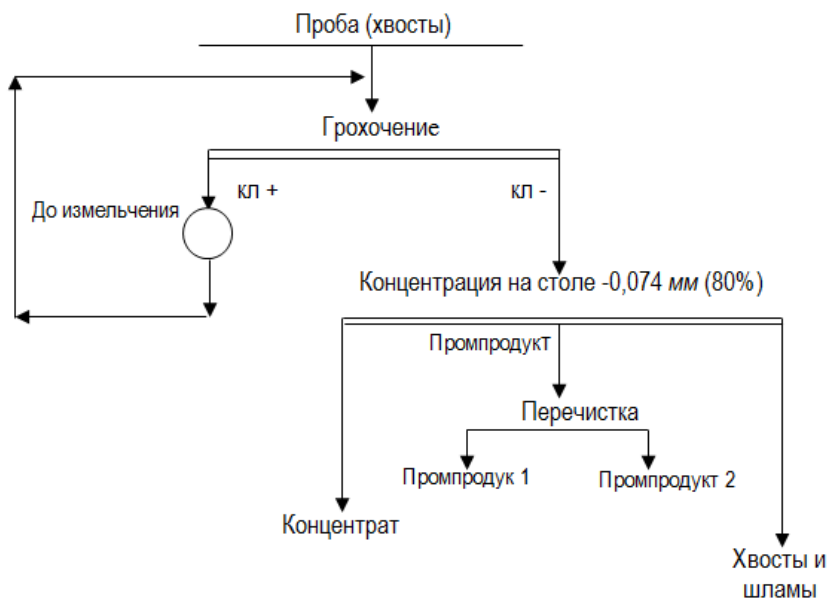 Проба (хвосты)
Грохочение
кл +
кл -
До измельчения
Концентрация на столе -0,074 мм (80%)
Промпродукт
Перечистка
Промпродук 1
Промпродукт 2
Концентрат
Хвосты и
шламы